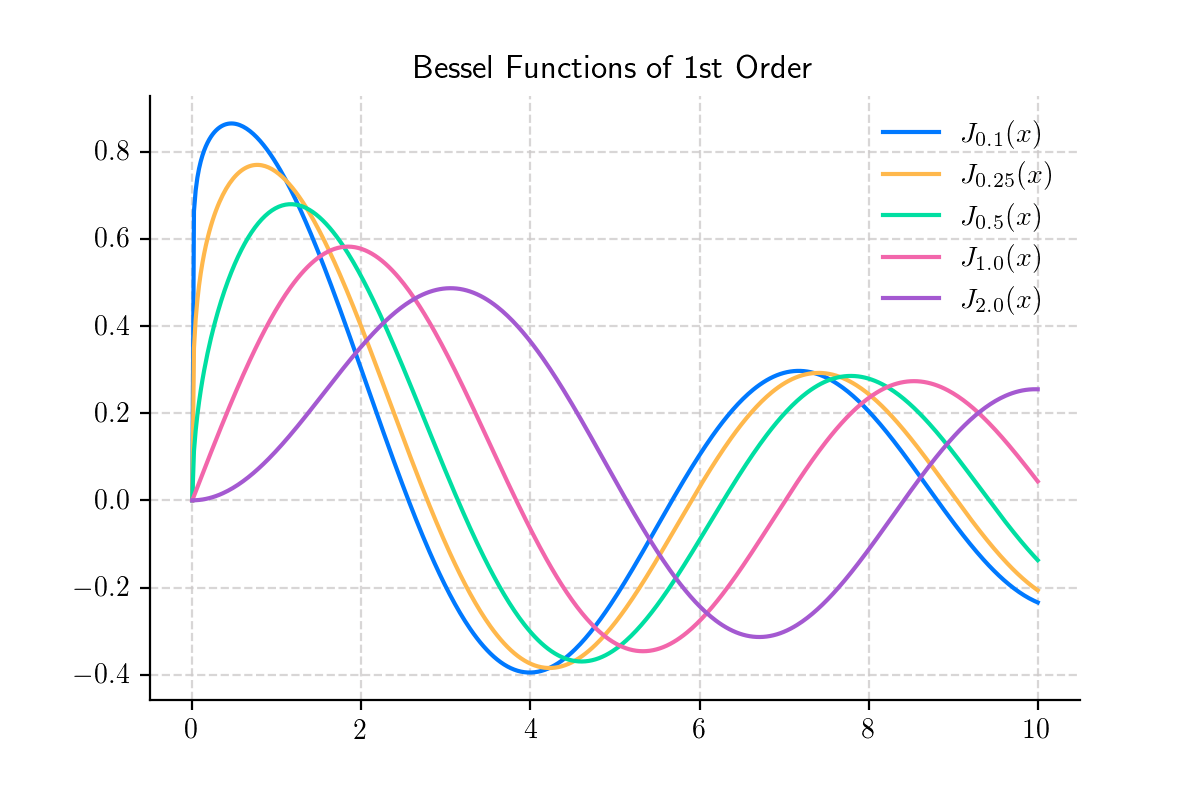 Bessel Functions of 1st Order
J_{0.1}(x)
J_{0.25}(x)
J_{0.5}(x)
J_{1.0}(x)
J_{2.0}(x)
0.8
0.6
0.4
0.2
0.0
−0.2
−0.4
0 2 4 6 8 10